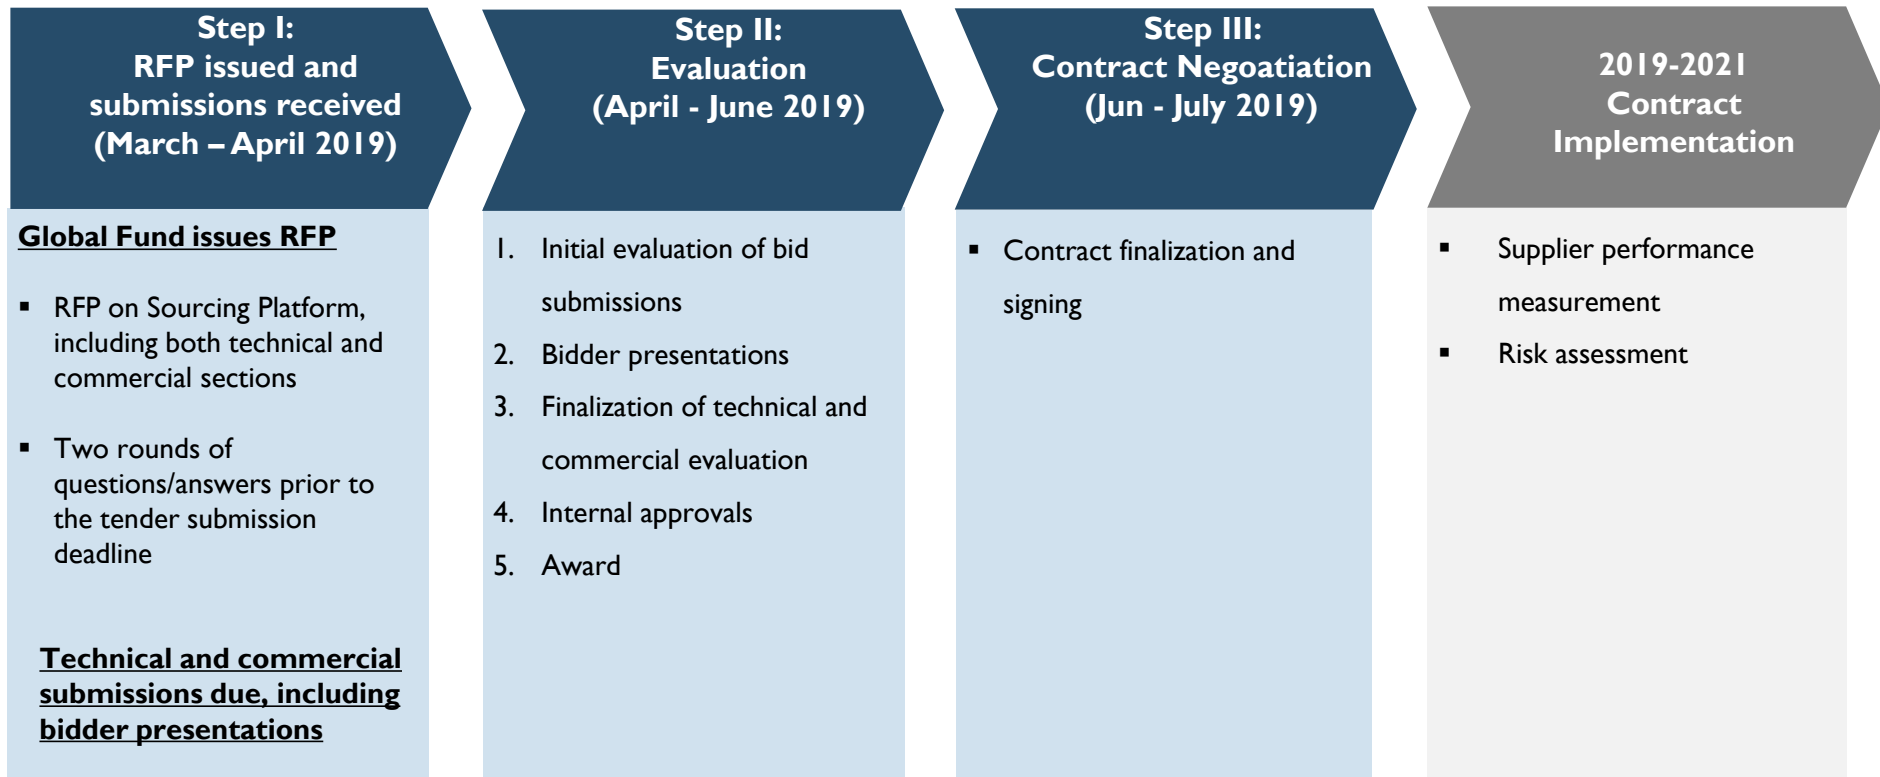 Step I:
RFP issued and
submissions received
(March – April 2019)
Global Fund issues RFP
▪ RFP on Sourcing Platform,
including both technical and
commercial sections
▪ Two rounds of
questions/answers prior to
the tender submission
deadline
Technical and commercial
submissions due, including
bidder presentations
Step II:
Evaluation
(April - June 2019)
1. Initial evaluation of bid
submissions
2. Bidder presentations
3. Finalization of technical and
commercial evaluation
4. Internal approvals
5. Award
Step III:
Contract Negoatiation
(Jun - July 2019)
▪ Contract finalization and
signing
2019-2021
Contract
Implementation
▪ Supplier performance
measurement
▪ Risk assessment